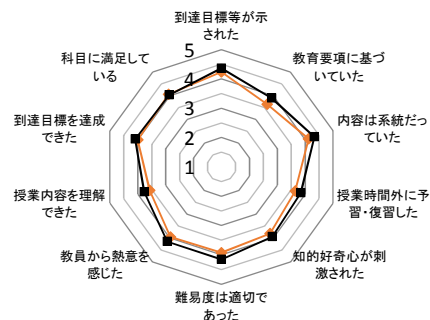 到達目標等が示
された
教育要項に基づ
いていた
内容は系統だっ
ていた
授業時間外に予
習・復習した
知的好奇心が刺
激された
難易度は適切で
あった
教員から熱意を
感じた
授業内容を理解
できた
到達目標を達成
できた
科目に満足して
いる
5
4
3
2
1